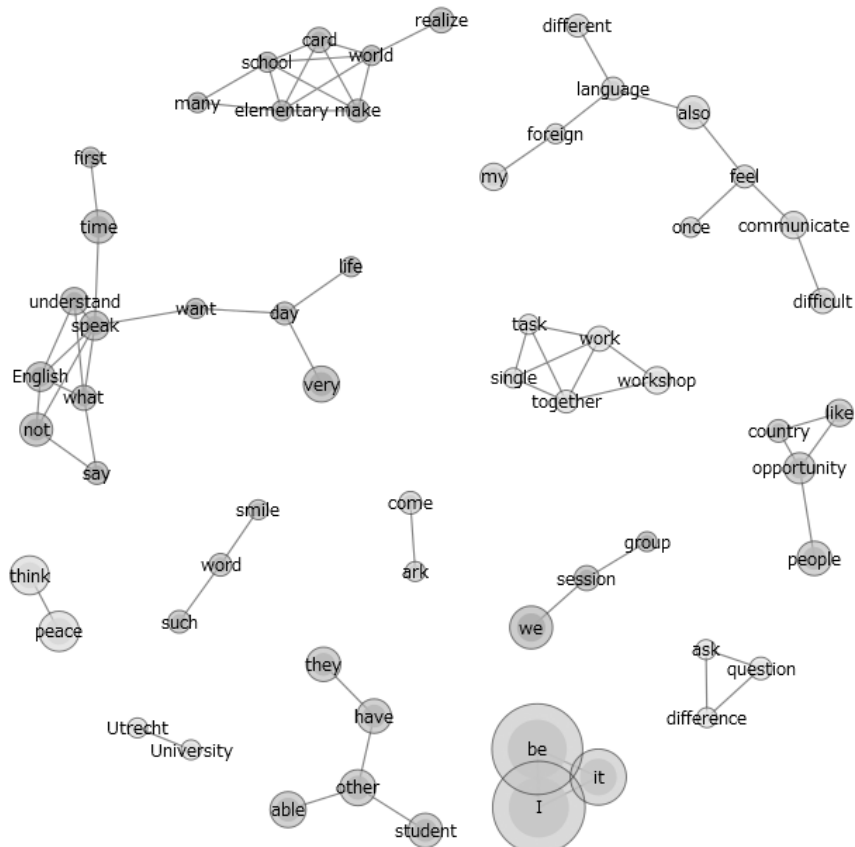 realize
different
card
school
world
many
elementary
make
language
also
foreign
first
my
feel
time
once
communicate
life
understand
want
day
difficult
speak
task
work
English
single
workshop
very
what
together
like
not
country
say
opportunity
smile
come
group
people
word
ark
session
think
such
we
peace
ask
they
question
have
difference
Utrecht
University
be
it
other
able
I
student